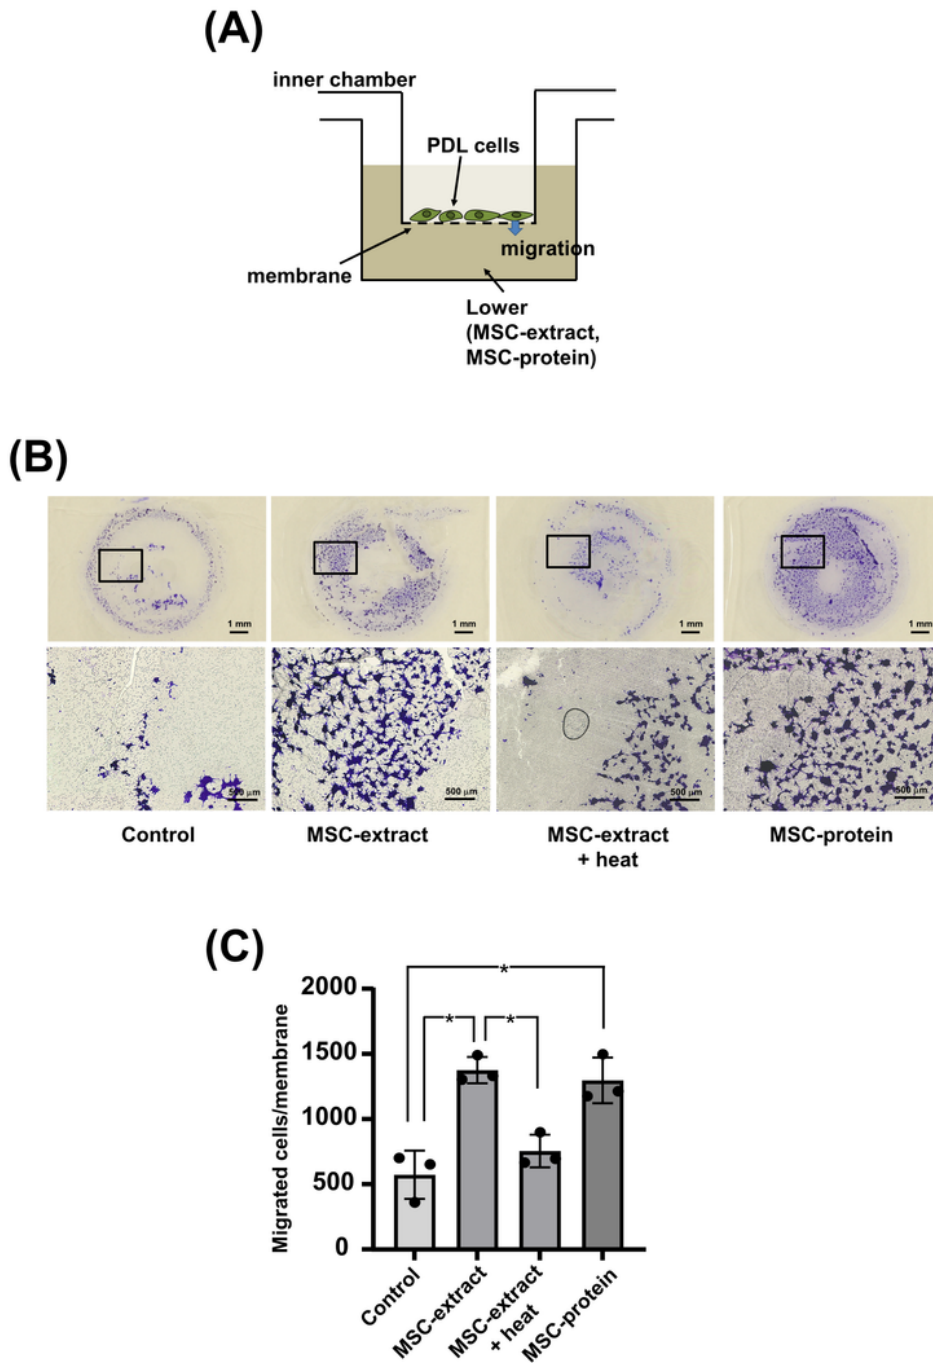 (A)
inner chamber
PDL cells
membrane
migration
Lower
(MSC-extract,
MSC-protein)
(B)
1 mm
1 mm
1 mm
1 mm
500 μm
500 μm
500 μm
500 μm
Control
MSC-extract
MSC-extract
+ heat
MSC-protein
(C)
Migrated cells/membrane
2000
1500
1000
500
0
*
*
*
Control
MSC-extract
MSC-extract
+ heat
MSC-protein